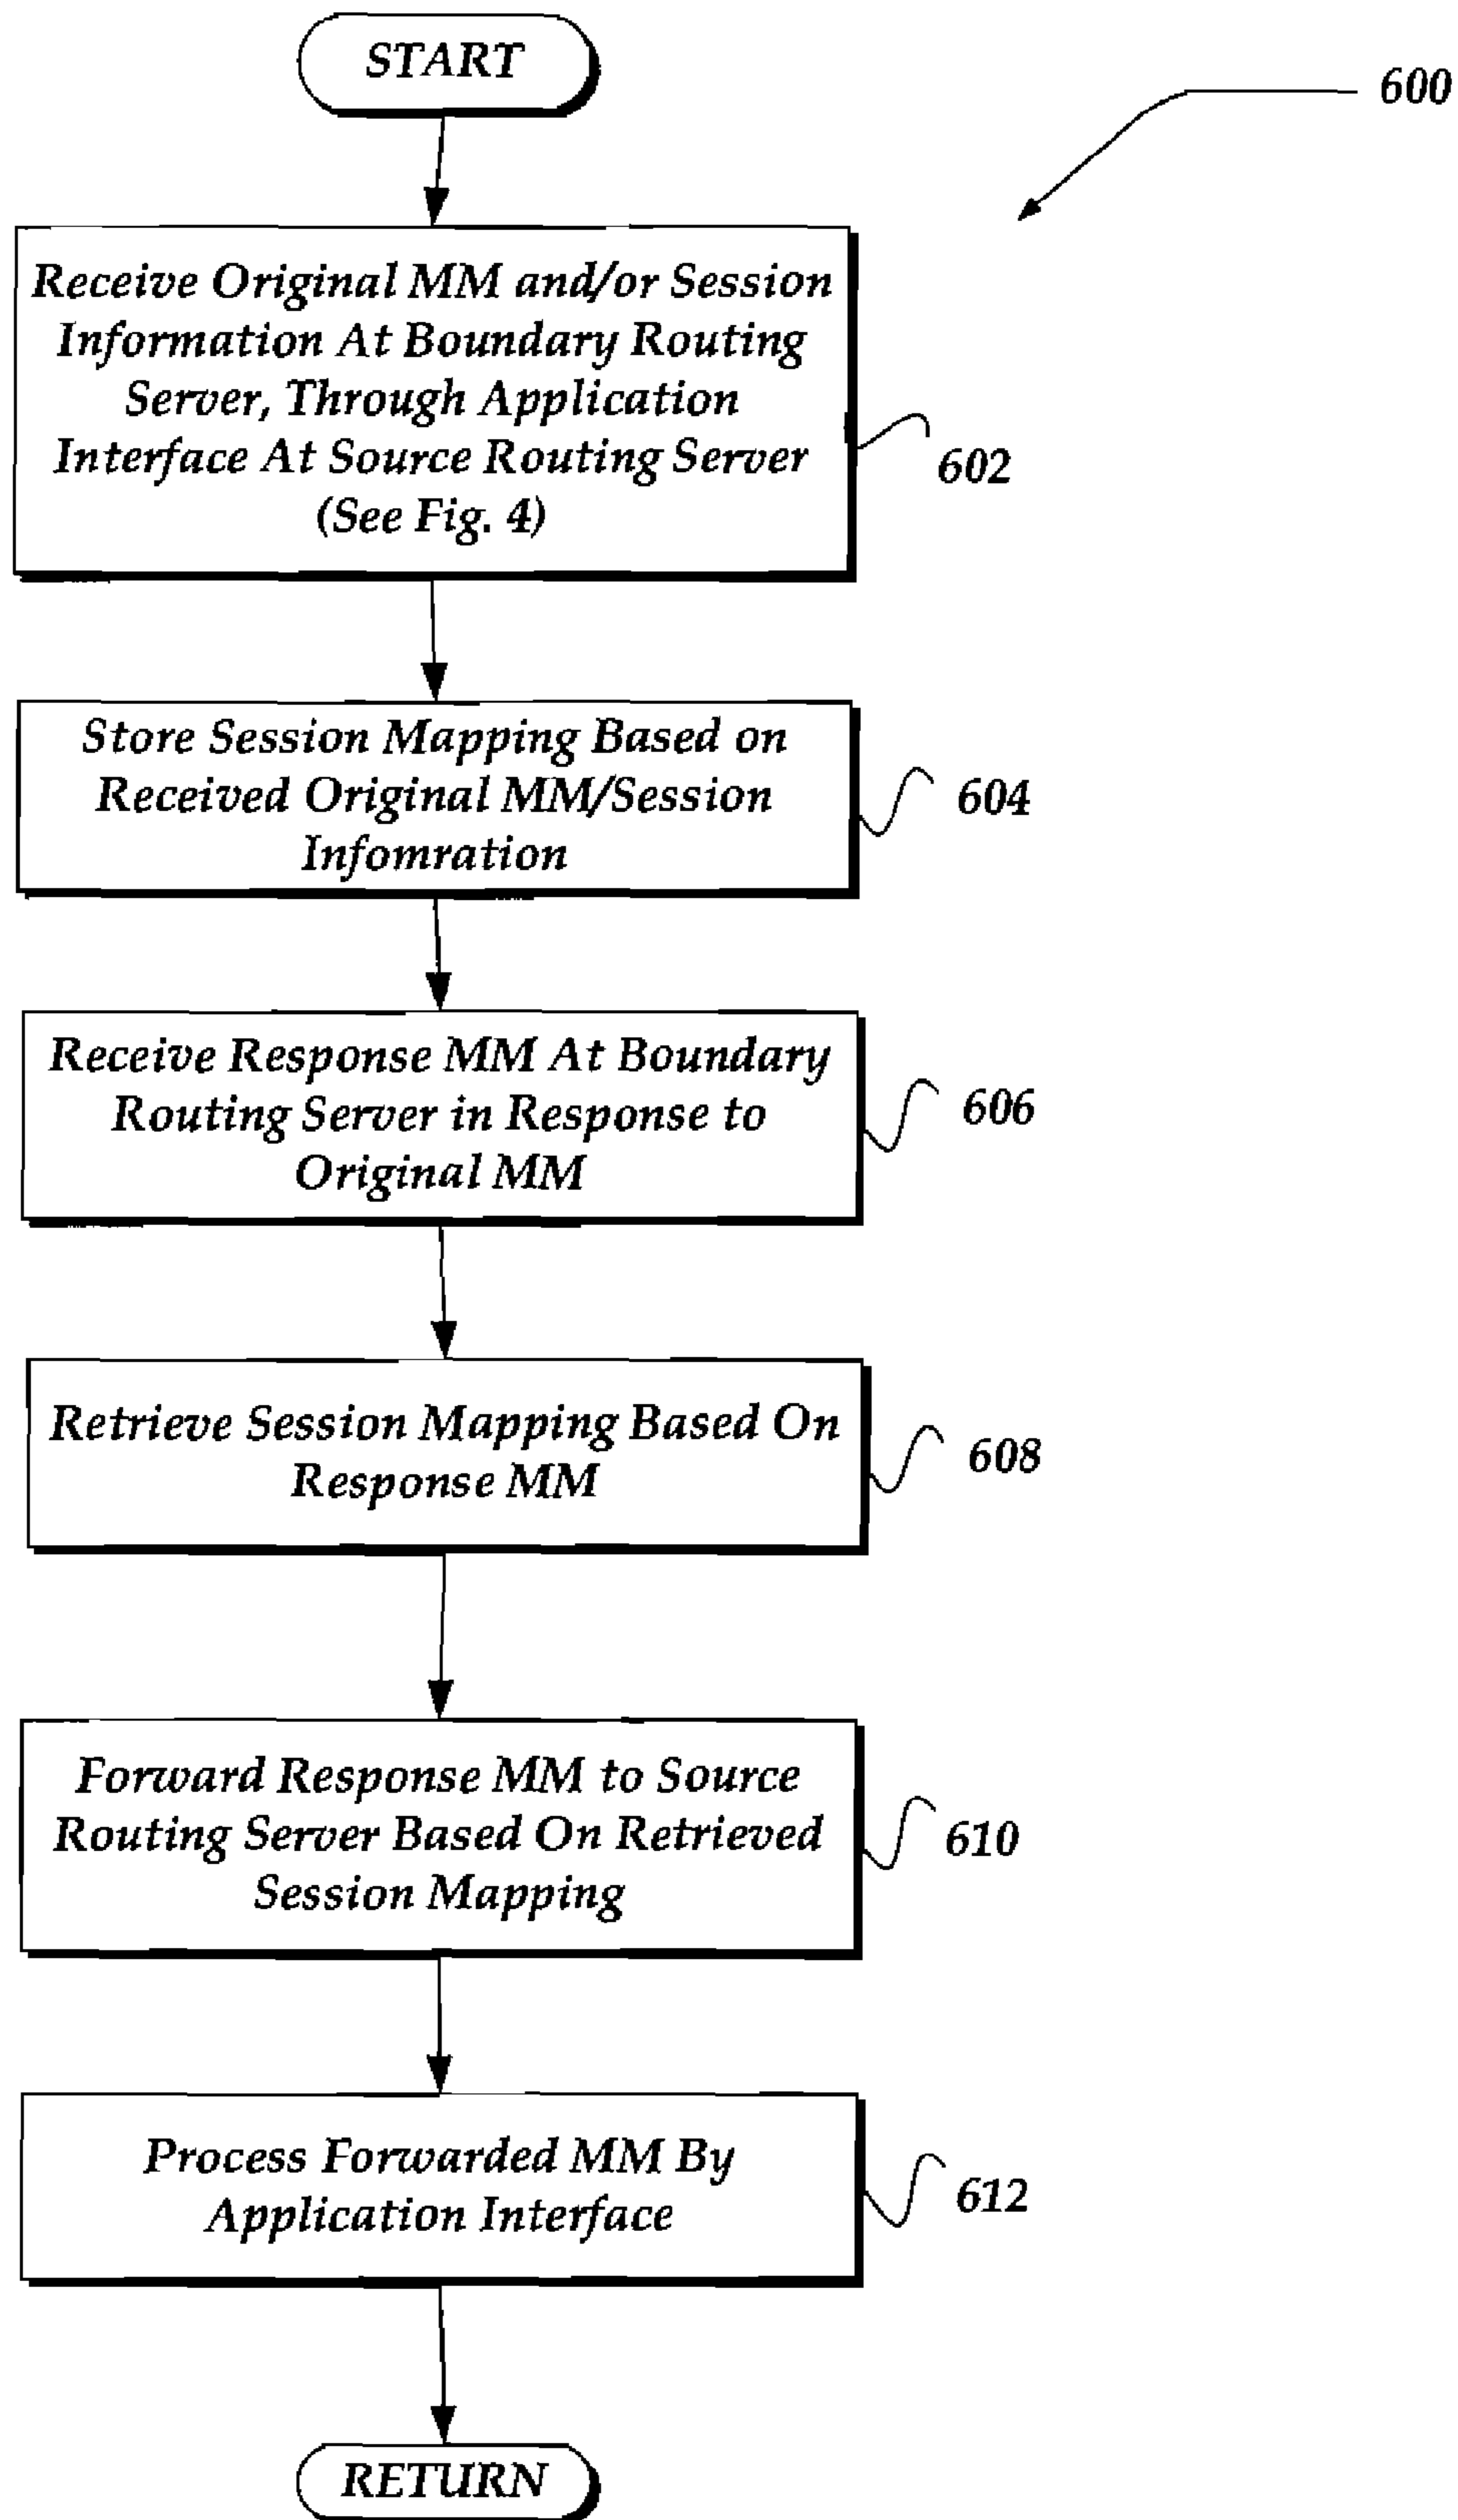 START
600
Receive Original MM and/or Session
Information At Boundary Routing
Server, Through Application
Interface At Source Routing Server
(See Fig. 4)
602
Store Session Mapping Based on
Received Original MM/Session
Infomration
604
Receive Response MM At Boundary
Routing Server in Response to
Original MM
606
Retrieve Session Mapping Based On
Response MM
608
Forward Response MM to Source
Routing Server Based On Retrieved
Session Mapping
610
Process Forwarded MM By
Application Interface
612
RETURN